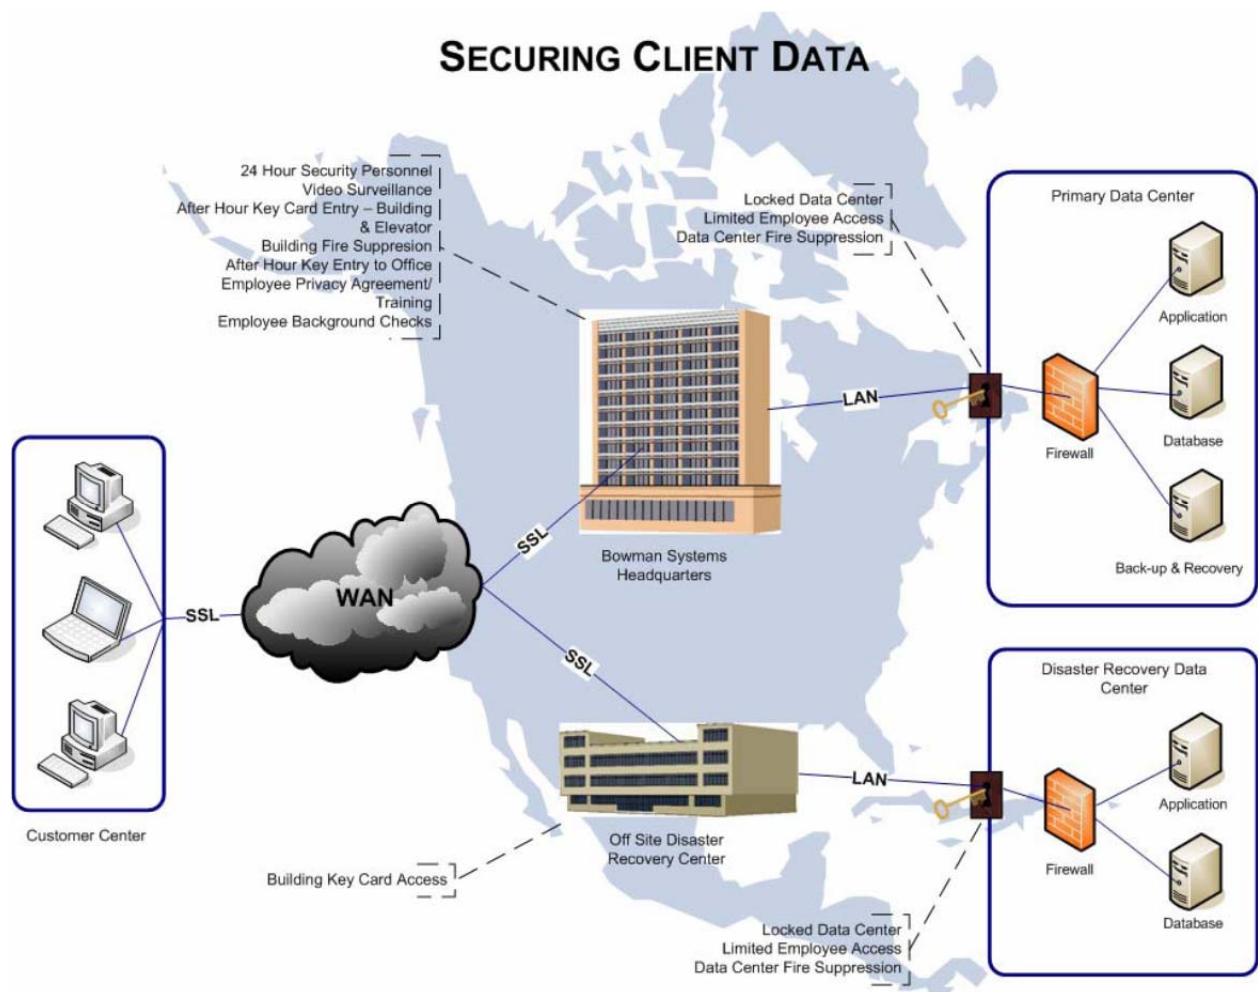 SECURING CLIENT DATA
24 Hour Security Personnel
Video Surveillance
After Hour Key Card Entry – Building
& Elevator
Building Fire Suppresion
After Hour Key Entry to Office
Employee Privacy Agreement/
Training
Employee Background Checks
Locked Data Center
Limited Employee Access
Data Center Fire Suppression
Primary Data Center
Application
LAN
Database
Firewall
Back-up & Recovery
SSL
Bowman Systems
Headquarters
WAN
SSL
SSL
Customer Center
Disaster Recovery Data
Center
LAN
Application
Firewall
Database
Off Site Disaster
Recovery Center
Building Key Card Access
Locked Data Center
Limited Employee Access
Data Center Fire Suppression